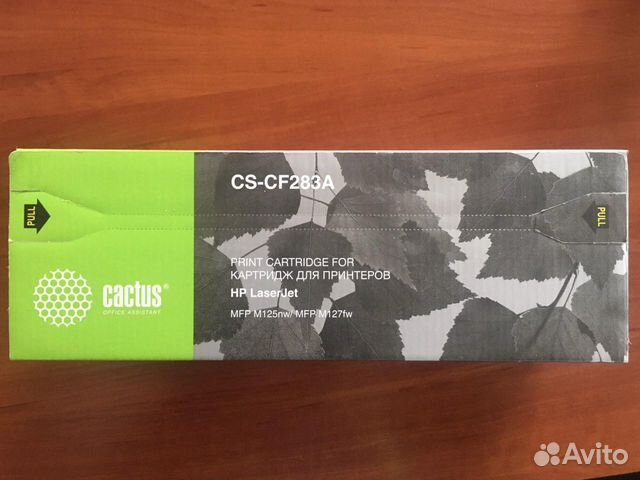 CS-CF283A
PULL
PULL
PRINT CARTRIDGE FOR
КАРТРИДЖ ДЛЯ ПРИНТЕРОВ
HP LaserJet
MFP M125nw/ MFP M127fw
cactus®
OFFICE ASSISTANT
Avito